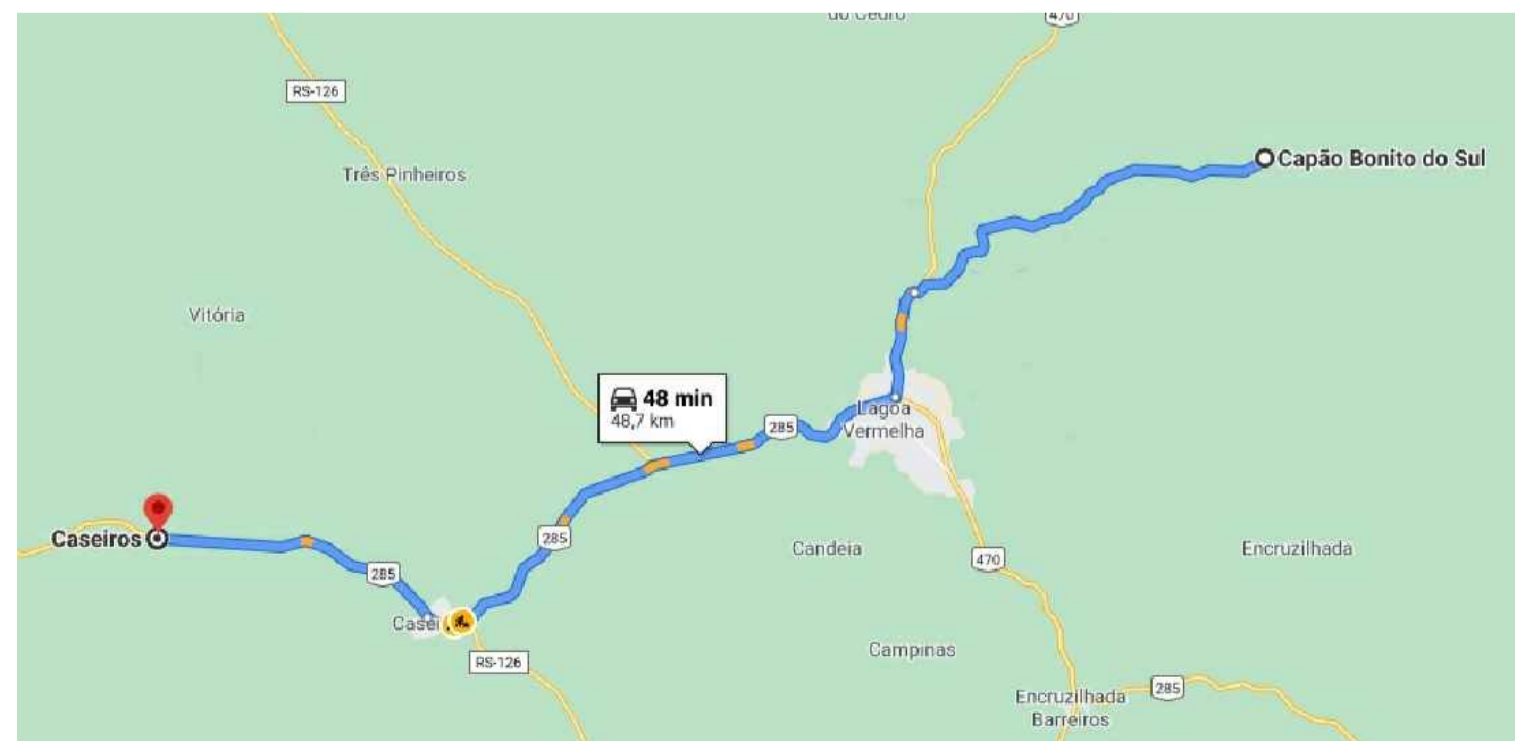 do Cedro
470
RS-126
Capão Bonito do Sul
Três Pinheiros
Vitória
48 min
48,7 km
285
Lagoa
Vermelha
285
Caseiros
Candeia
470
Encruzilhada
285
Casei
RS-126
Campinas
285
Encruzilhada
Barreiros